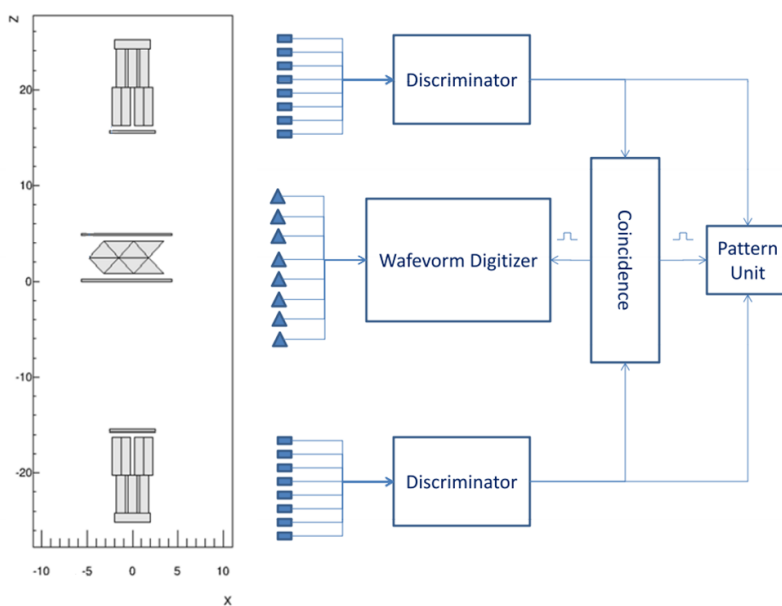 Z
20
10
0
-10
-20
-10
-5
0
5
10
X
Discriminator
Wafevorm Digitizer
Coincidence
Pattern
Unit
Discriminator